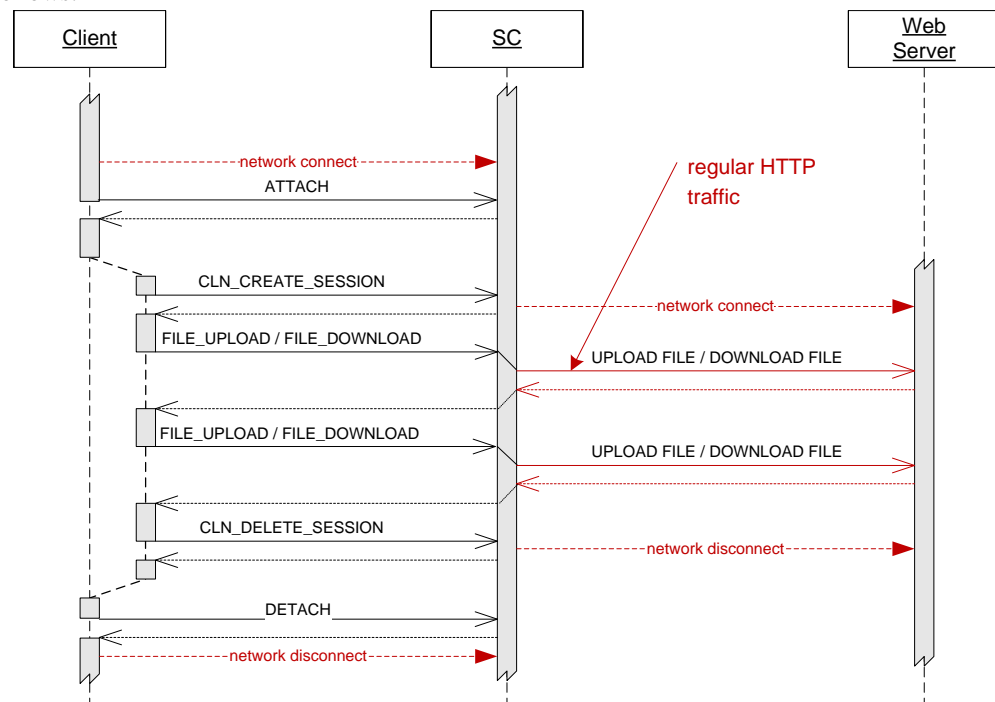 Client
SC
Web
Server
network connect
regular HTTP
traffic
ATTACH
CLN_CREATE_SESSION
network connect
FILE_UPLOAD / FILE_DOWNLOAD
UPLOAD FILE / DOWNLOAD FILE
FILE_UPLOAD / FILE_DOWNLOAD
UPLOAD FILE / DOWNLOAD FILE
CLN_DELETE_SESSION
network disconnect
DETACH
network disconnect